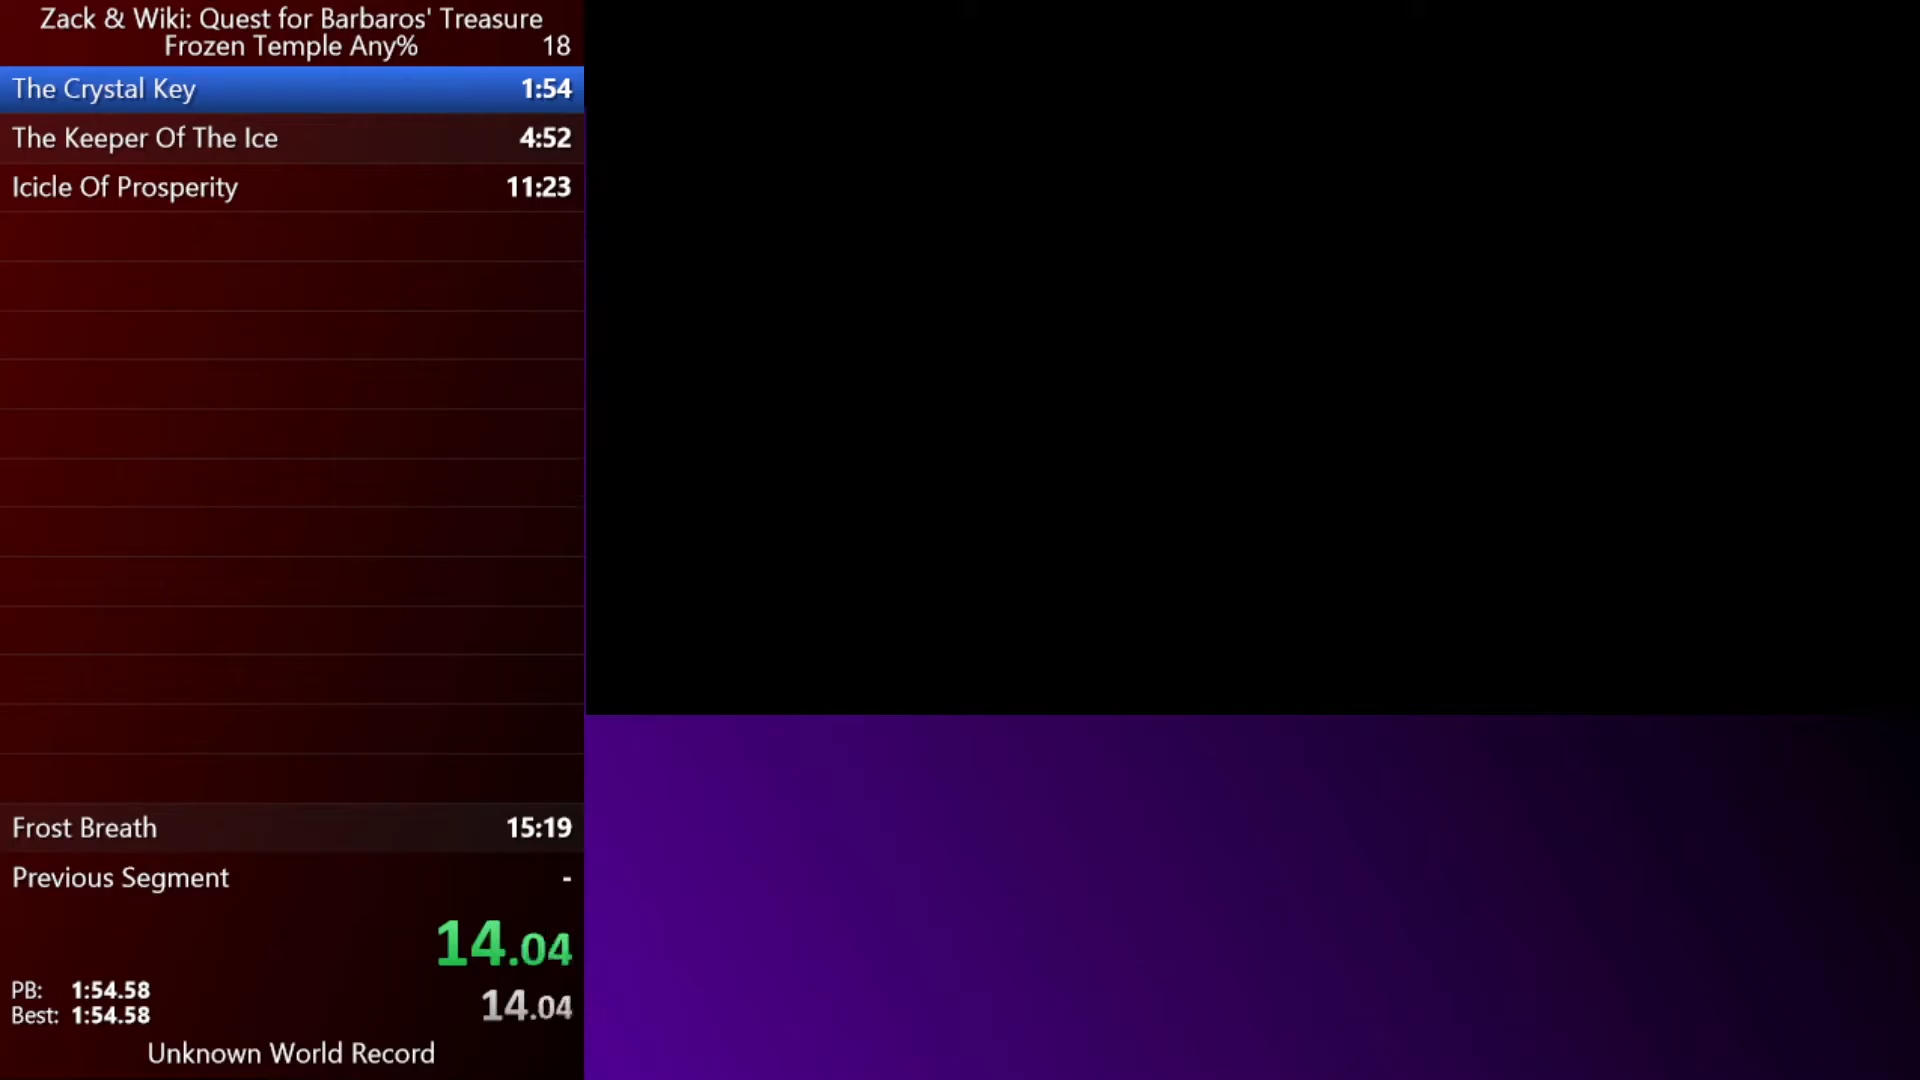 Zack & Wiki: Quest for Barbaros' Treasure
Frozen Temple Any% 18
The Crystal Key 1:54
The Keeper Of The Ice 4:52
Icicle Of Prosperity 11:23
Frost Breath 15:19
Previous Segment -
14.04
PB: 1:54.58
Best: 1:54.58
14.04
Unknown World Record